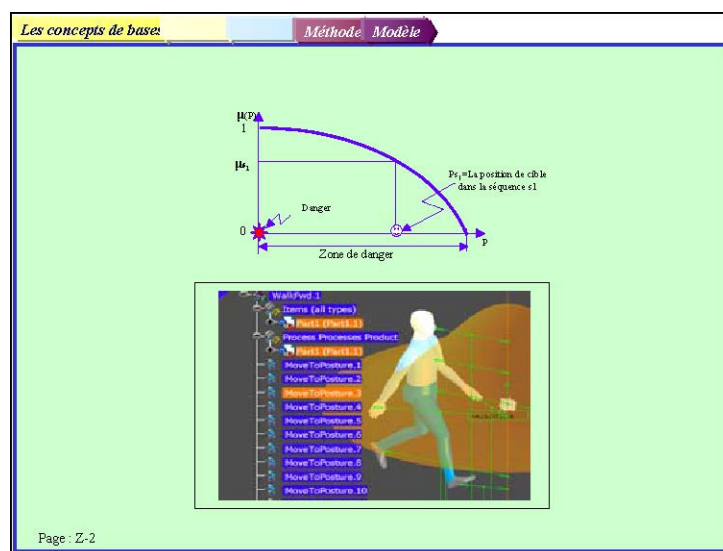 Les concepts de bases
Méthode
Modèle
μ(P)
1
μs₁
Ps₁=La position de cible
dans la séquence s1
Danger
0
P
Zone de danger
WalkFwd.1
Items (all types)
Part1 (Part1.1)
Process Processes Product
Part1 (Part1.1)
MoveToPosture.1
MoveToPosture.2
MoveToPosture.3
MoveToPosture.4
MoveToPosture.5
MoveToPosture.6
MoveToPosture.7
MoveToPosture.8
MoveToPosture.9
MoveToPosture.10
Page : Z-2